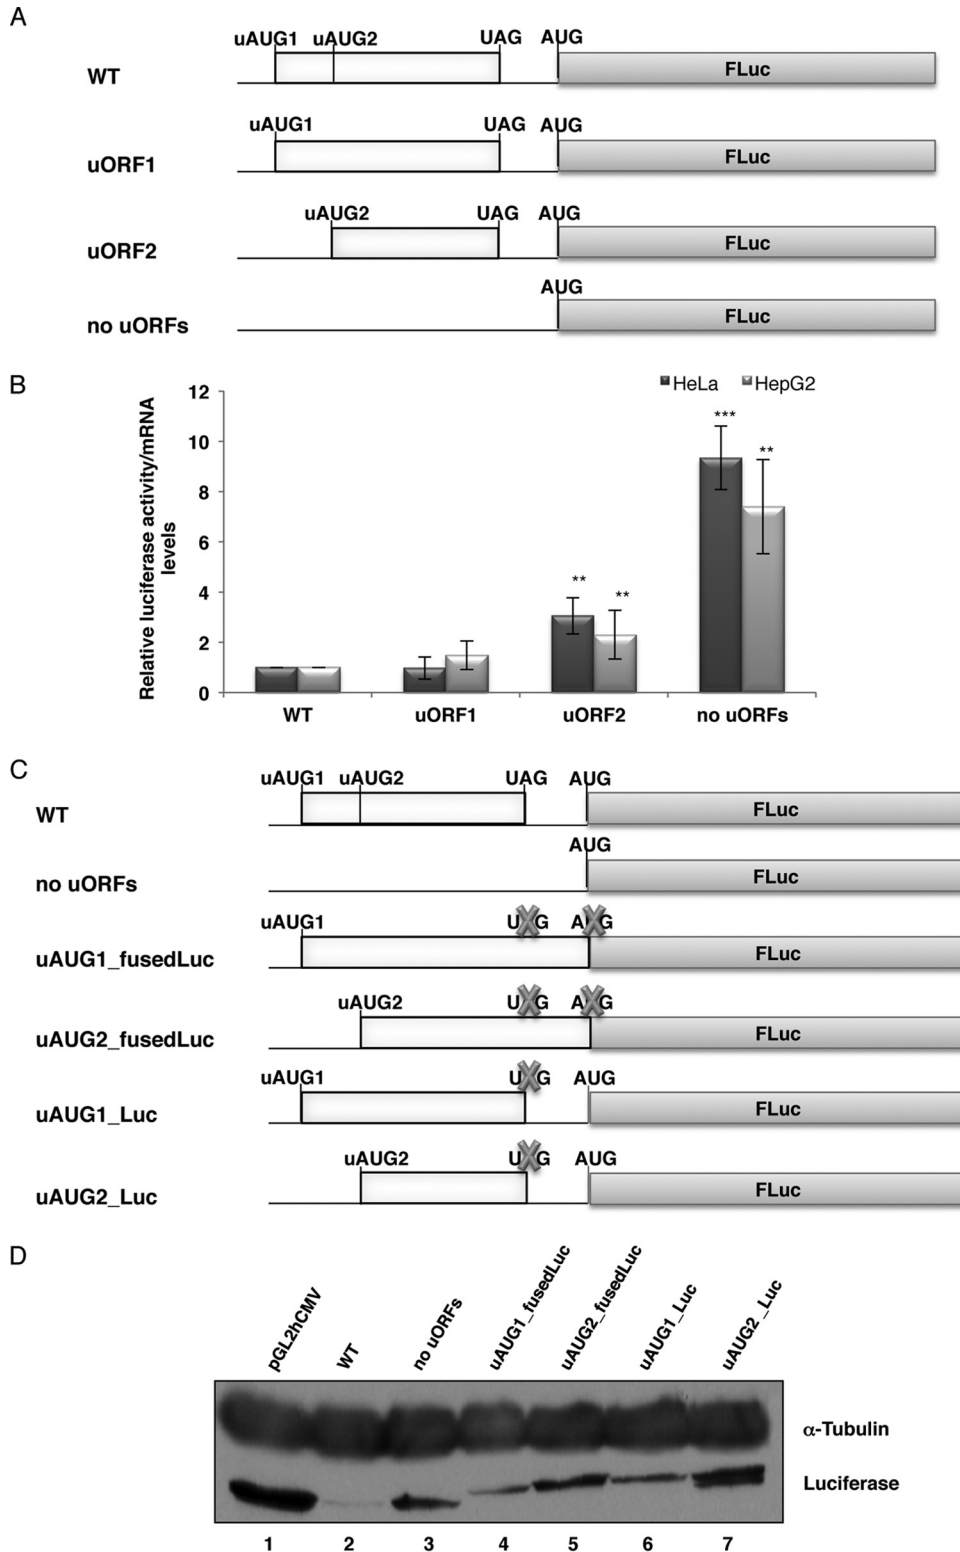 A
uAUG1 uAUG2 UAG AUG
WT FLuc
uAUG1 UAG AUG
uORF1 FLuc
uAUG2 UAG AUG
uORF2 FLuc
AUG
no uORFs FLuc
B
Relative luciferase activity/mRNA
levels
HeLa HepG2
12
10
8
6
4
2
0
***
**
**
**
WT uORF1 uORF2 no uORFs
C
uAUG1 uAUG2 UAG AUG
WT FLuc
AUG
no uORFs FLuc
uAUG1 U G A G
uAUG1_fusedLuc FLuc
uAUG2 U G A G
uAUG2_fusedLuc FLuc
uAUG1 U G AUG
uAUG1_Luc FLuc
uAUG2 U G AUG
uAUG2_Luc FLuc
D
pGL2hCMV
WT
no uORFs
uAUG1_fusedLuc
uAUG2_fusedLuc
uAUG1_Luc
uAUG2_Luc
α-Tubulin
Luciferase
1 2 3 4 5 6 7